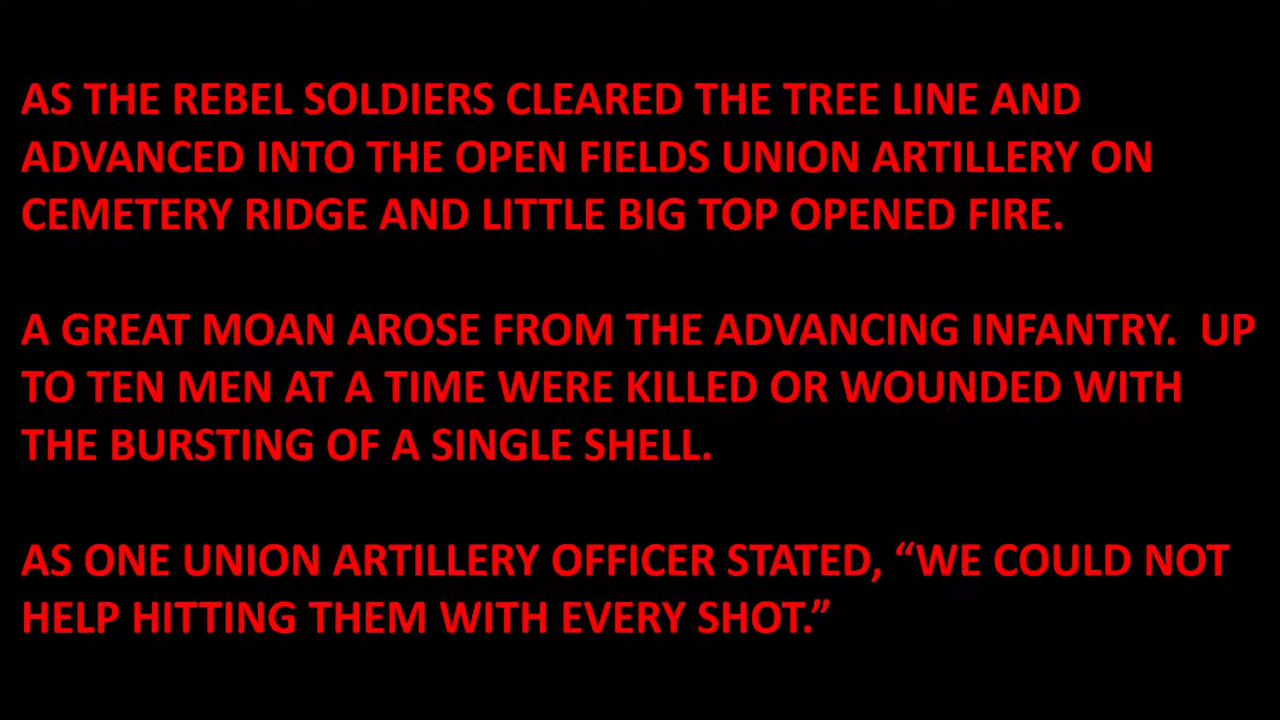 AS THE REBEL SOLDIERS CLEARED THE TREE LINE AND
ADVANCED INTO THE OPEN FIELDS UNION ARTILLERY ON
CEMETERY RIDGE AND LITTLE BIG TOP OPENED FIRE.
A GREAT MOAN AROSE FROM THE ADVANCING INFANTRY.  UP
TO TEN MEN AT A TIME WERE KILLED OR WOUNDED WITH
THE BURSTING OF A SINGLE SHELL.
AS ONE UNION ARTILLERY OFFICER STATED, “WE COULD NOT
HELP HITTING THEM WITH EVERY SHOT.”